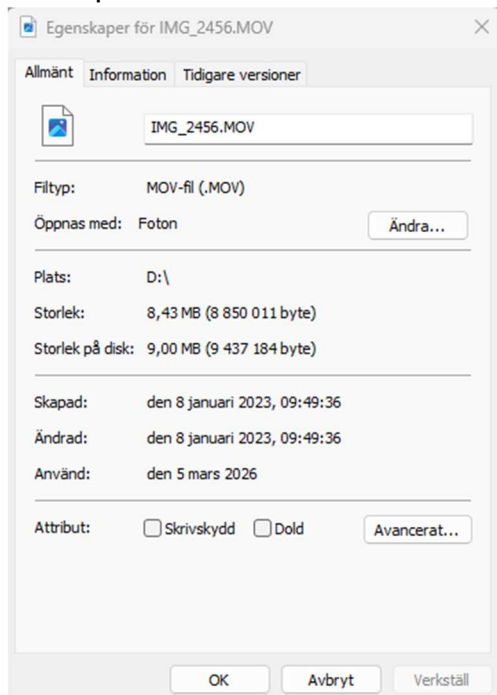 Egenskaper för IMG_2456.MOV
Allmänt Information Tidigare versioner
IMG_2456.MOV
Filtyp: MOV-fil (.MOV)
Öppnas med: Foton Ändra...
Plats: D:\
Storlek: 8,43 MB (8 850 011 byte)
Storlek på disk: 9,00 MB (9 437 184 byte)
Skapad: den 8 januari 2023, 09:49:36
Ändrad: den 8 januari 2023, 09:49:36
Använd: den 5 mars 2026
Attribut: Skrivskydd Dold Avancerat...
OK Avbryt Verkställ